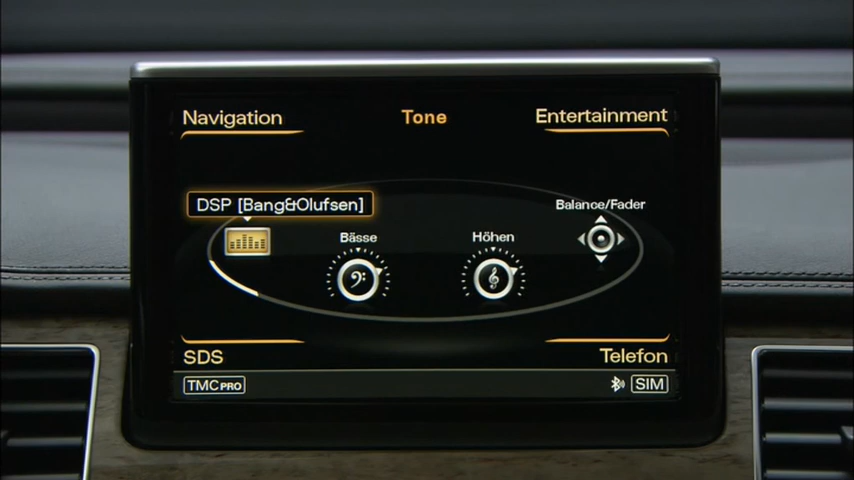 Navigation
Tone
Entertainment
DSP [Bang&Olufsen]
Balance/Fader
Bässe
Höhen
SDS
Telefon
TMC PRO
SIM